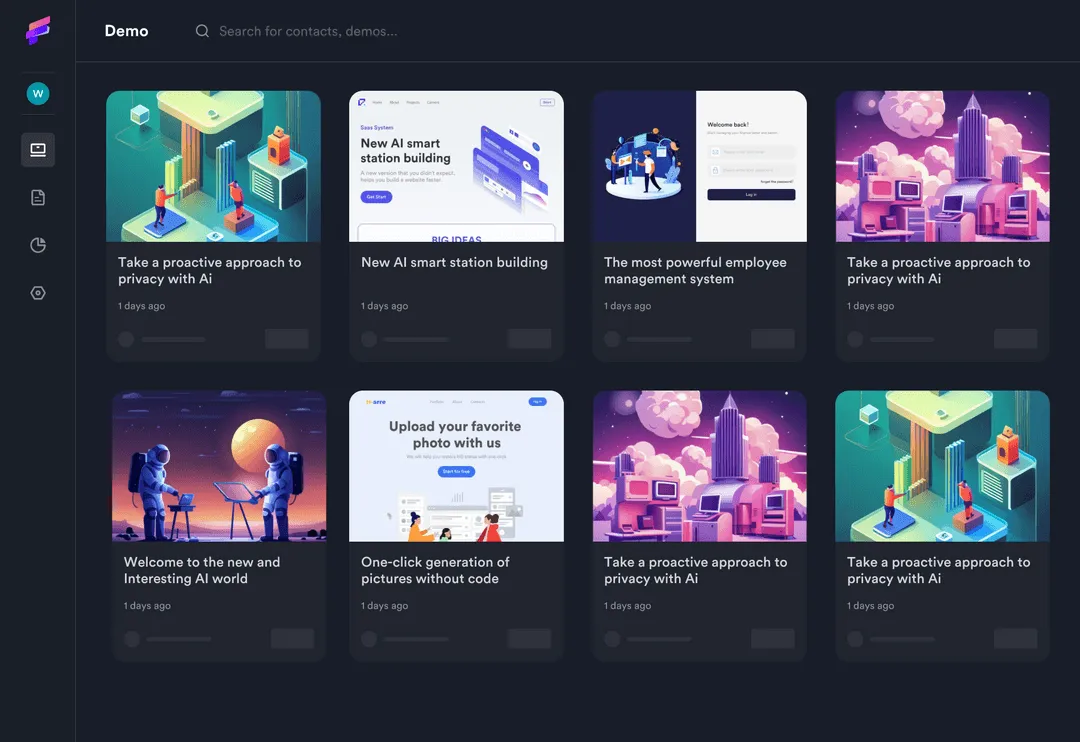 Demo
Search for contacts, demos...
W
Home About Careers
Saas System
New AI smart
station building
A new version that you didn't expect,
helps you build a website faster.
Get Start
BIG IDEAS
Welcome back!
Forgot the password?
Log in
Take a proactive approach to
privacy with Ai
1 days ago
New AI smart station building
1 days ago
The most powerful employee
management system
1 days ago
Take a proactive approach to
privacy with Ai
1 days ago
Upload your favorite
photo with us
Start for free
Welcome to the new and
Interesting AI world
1 days ago
One-click generation of
pictures without code
1 days ago
Take a proactive approach to
privacy with Ai
1 days ago
Take a proactive approach to
privacy with Ai
1 days ago